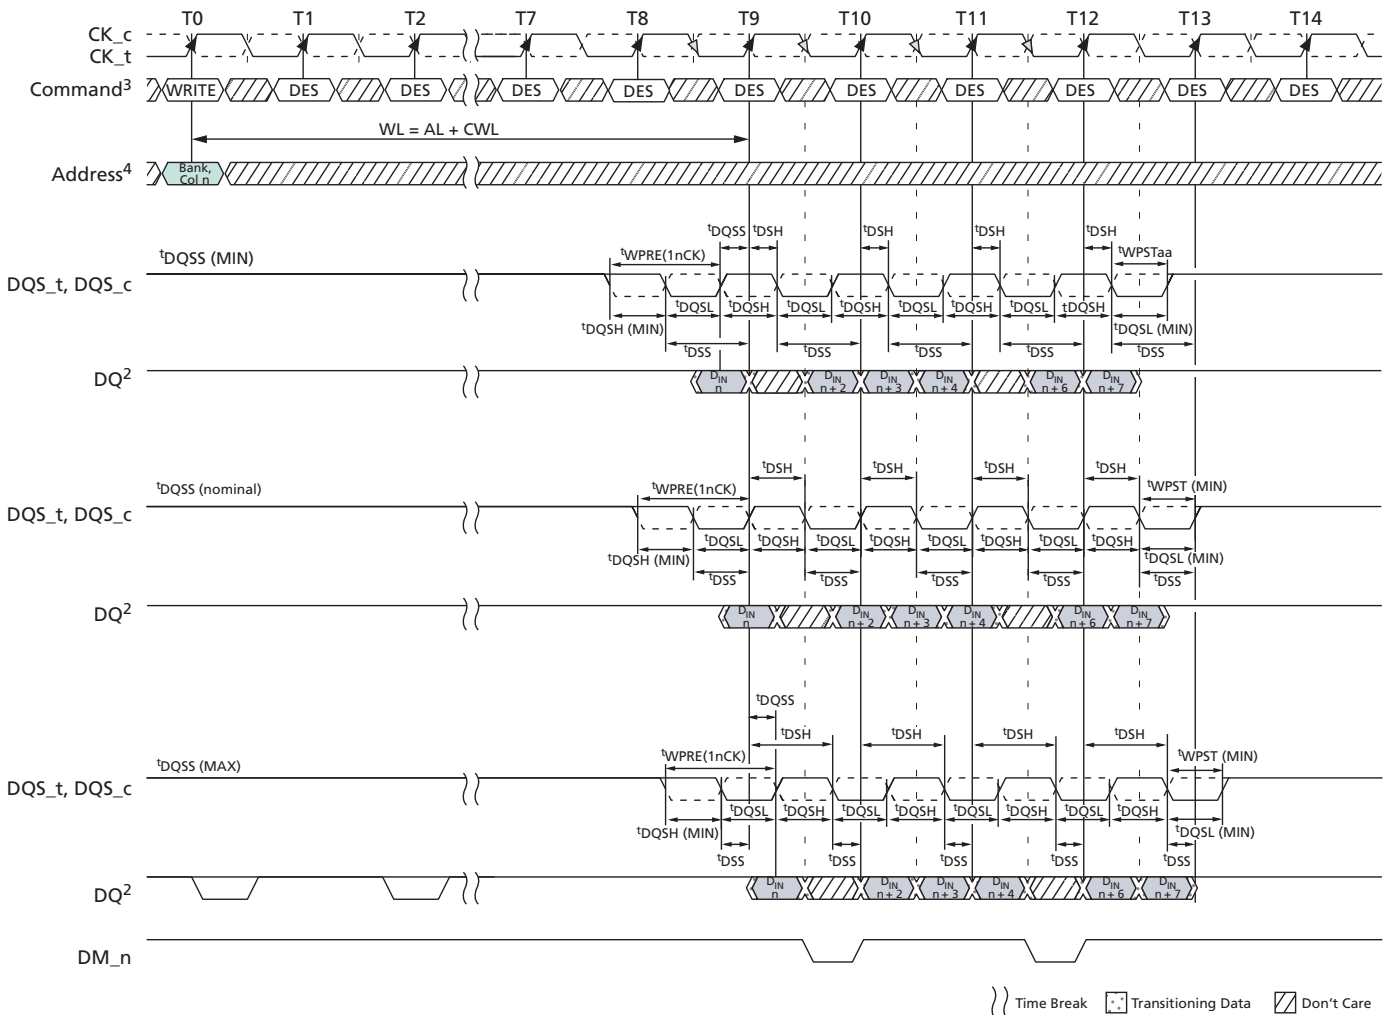 T0 T1 T2 T7 T8 T9 T10 T11 T12 T13 T14
CK_c
CK_t
Command3 WRITE DES DES DES DES DES DES DES DES DES DES
WL = AL + CWL
Address4 Bank, Col n
tDQSS tDSH tDSH tDSH tDSH
tDQSS (MIN) tWPRE(1nCK) tWPSTaa
DQS_t, DQS_c
tDQSL tDQSH tDQSL tDQSH tDQSL tDQSH tDQSL tDQSH
tDQSH (MIN) tDQSL (MIN)
tDSS tDSS tDSS tDSS tDSS
DQ2 DIN n DIN n + 2 DIN n + 3 DIN n + 4 DIN n + 6 DIN n + 7
tDSH tDSH tDSH tDSH
tDQSS (nominal) tWPRE(1nCK) tWPST (MIN)
DQS_t, DQS_c
tDQSL tDQSH tDQSL tDQSH tDQSL tDQSH tDQSL tDQSH
tDQSH (MIN) tDQSL (MIN)
tDSS tDSS tDSS tDSS tDSS
DQ2 DIN n DIN n + 2 DIN n + 3 DIN n + 4 DIN n + 6 DIN n + 7
tDQSS
tDSH tDSH tDSH tDSH
tDQSS (MAX) tWPRE(1nCK) tWPST (MIN)
DQS_t, DQS_c
tDQSL tDQSH tDQSL tDQSH tDQSL tDQSH tDQSL tDQSH
tDQSH (MIN) tDQSL (MIN)
tDSS tDSS tDSS tDSS tDSS
DQ2 DIN n DIN n + 2 DIN n + 3 DIN n + 4 DIN n + 6 DIN n + 7
DM_n
Time Break Transitioning Data Don't Care